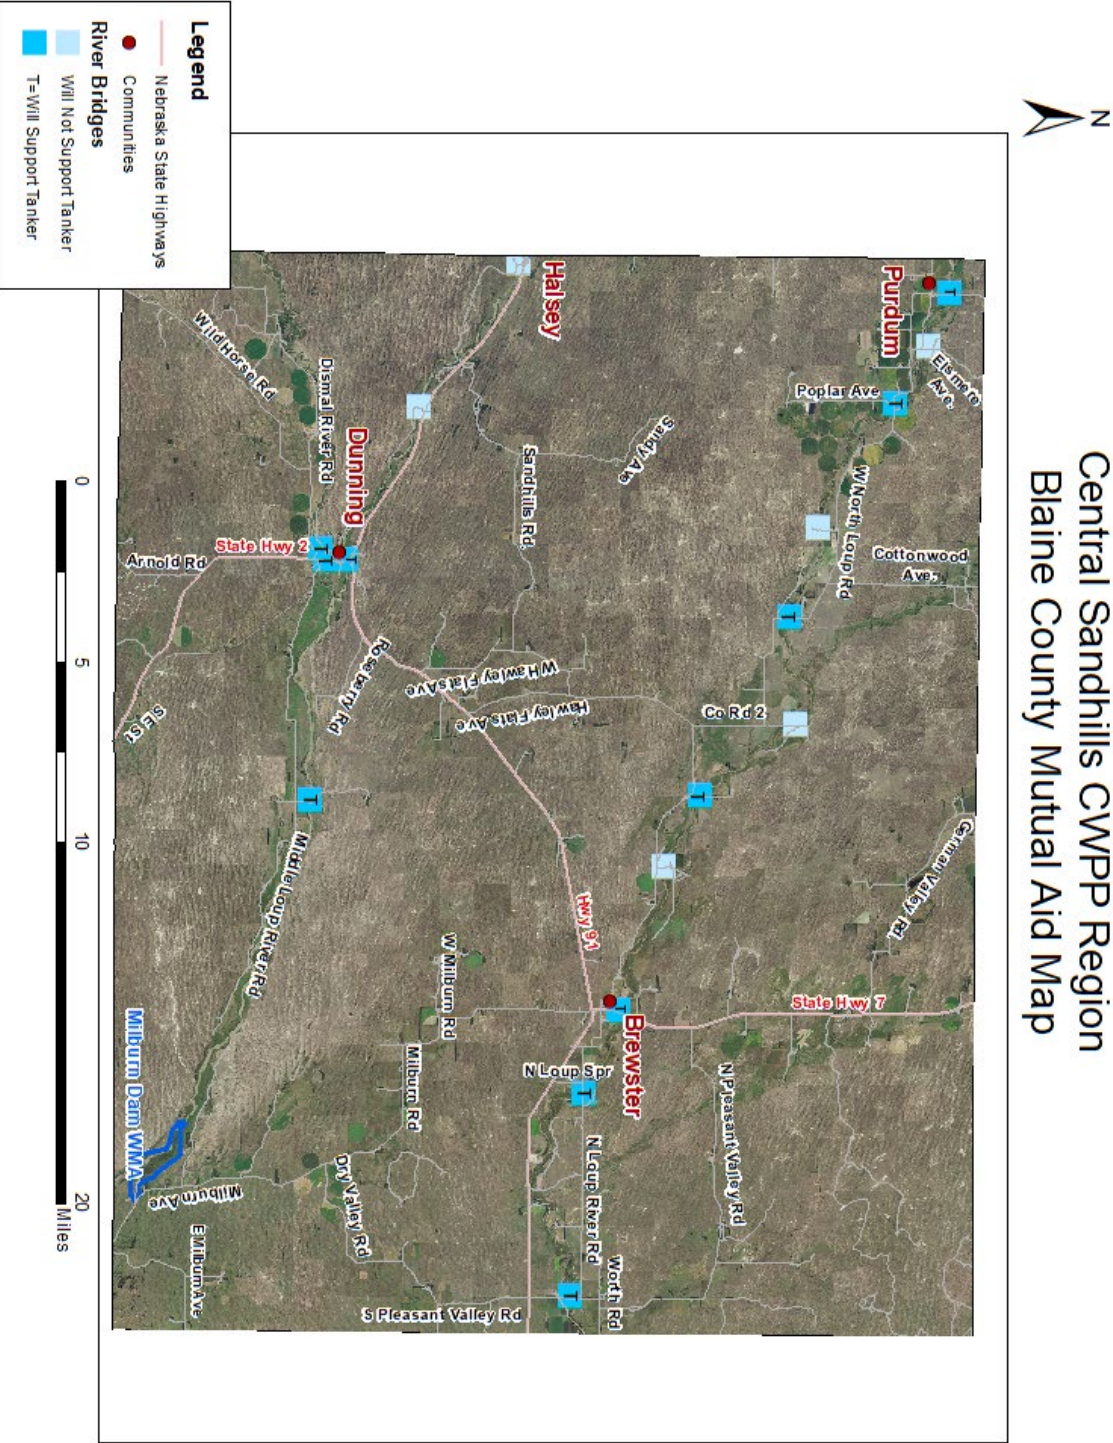 Central Sandhills CWPP Region
Blaine County Mutual Aid Map
N
Purdum
T
Elsmere
Ave.
Poplar Ave
T
W North Loup Rd
Cottonwood
Ave.
T
Co Rd 2
T
German Valley Rd.
State Hwy 7
Halsey
Sandy Ave
Sandhills Rd.
W Hawley Flats Ave
Hawley Flats Ave
Hwy 91
T
Brewster
N Loup Spr
T
N Pleasant Valley Rd
N Loup River Rd
Worth Rd
T
S Pleasant Valley Rd
Wild Horse Rd
Dismal River Rd
Dunning
T
T
T
State Hwy 2
Arnold Rd
Roseberry Rd
S E St
T
Middle Loup River Rd
W Milburn Rd
Milburn Rd
Dry Valley Rd
Milburn Dam WMA
Milburn Ave
E Milburn Ave
Legend
Nebraska State Highways
Communities
River Bridges
Will Not Support Tanker
T=Will Support Tanker
0 5 10 20
Miles